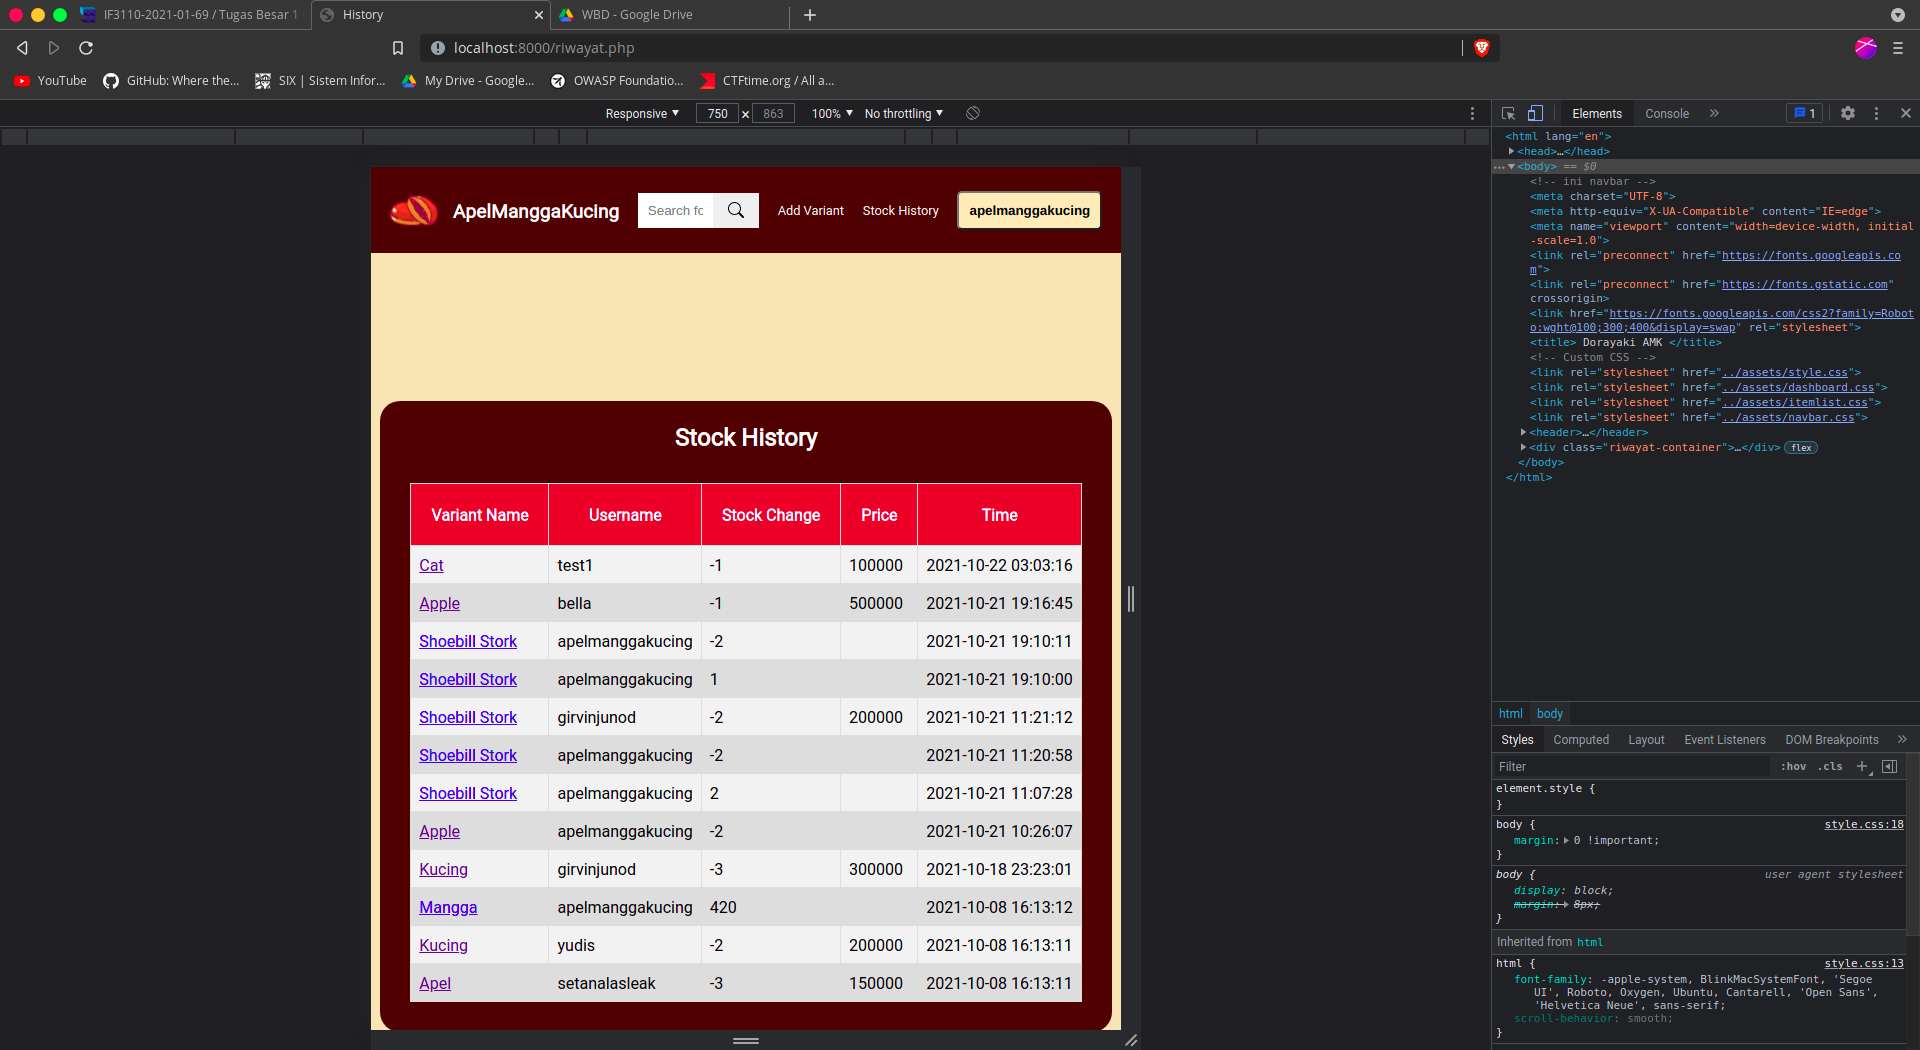 IF3110-2021-01-69 / Tugas Besar 1
History
WBD - Google Drive
localhost:8000/riwayat.php
YouTube
GitHub: Where the...
SIX | Sistem Infor...
My Drive - Google...
OWASP Foundatio...
CTFtime.org / All a...
Responsive 750 × 863 100% No throttling
Elements Console 1
ApelManggaKucing
Search fo
Add Variant
Stock History
apelmanggakucing
Stock History
Variant Name Username Stock Change Price Time
Cat test1 -1 100000 2021-10-22 03:03:16
Apple bella -1 500000 2021-10-21 19:16:45
Shoebill Stork apelmanggakucing -2 2021-10-21 19:10:11
Shoebill Stork apelmanggakucing 1 2021-10-21 19:10:00
Shoebill Stork girvinjunod -2 200000 2021-10-21 11:21:12
Shoebill Stork apelmanggakucing -2 2021-10-21 11:20:58
Shoebill Stork apelmanggakucing 2 2021-10-21 11:07:28
Apple apelmanggakucing -2 2021-10-21 10:26:07
Kucing girvinjunod -3 300000 2021-10-18 23:23:01
Mangga apelmanggakucing 420 2021-10-08 16:13:12
Kucing yudis -2 200000 2021-10-08 16:13:11
Apel setanalasleak -3 150000 2021-10-08 16:13:11
<html lang="en">
<head>…</head>
<body> == $0
<!-- ini navbar -->
<meta charset="UTF-8">
<meta http-equiv="X-UA-Compatible" content="IE=edge">
<meta name="viewport" content="width=device-width, initial
-scale=1.0">
<link rel="preconnect" href="https://fonts.googleapis.co
m">
<link rel="preconnect" href="https://fonts.gstatic.com"
crossorigin>
<link href="https://fonts.googleapis.com/css2?family=Robot
o:wght@100;300;400&display=swap" rel="stylesheet">
<title> Dorayaki AMK </title>
<!-- Custom CSS -->
<link rel="stylesheet" href="../assets/style.css">
<link rel="stylesheet" href="../assets/dashboard.css">
<link rel="stylesheet" href="../assets/itemlist.css">
<link rel="stylesheet" href="../assets/navbar.css">
<header>…</header>
<div class="riwayat-container">…</div> flex
</body>
</html>
html body
Styles Computed Layout Event Listeners DOM Breakpoints
Filter :hov .cls
element.style {
}
body { style.css:18
margin: 0 !important;
}
body { user agent stylesheet
display: block;
margin: 8px;
}
Inherited from html
html { style.css:13
font-family: -apple-system, BlinkMacSystemFont, 'Segoe
UI', Roboto, Oxygen, Ubuntu, Cantarell, 'Open Sans',
'Helvetica Neue', sans-serif;
scroll-behavior: smooth;
}